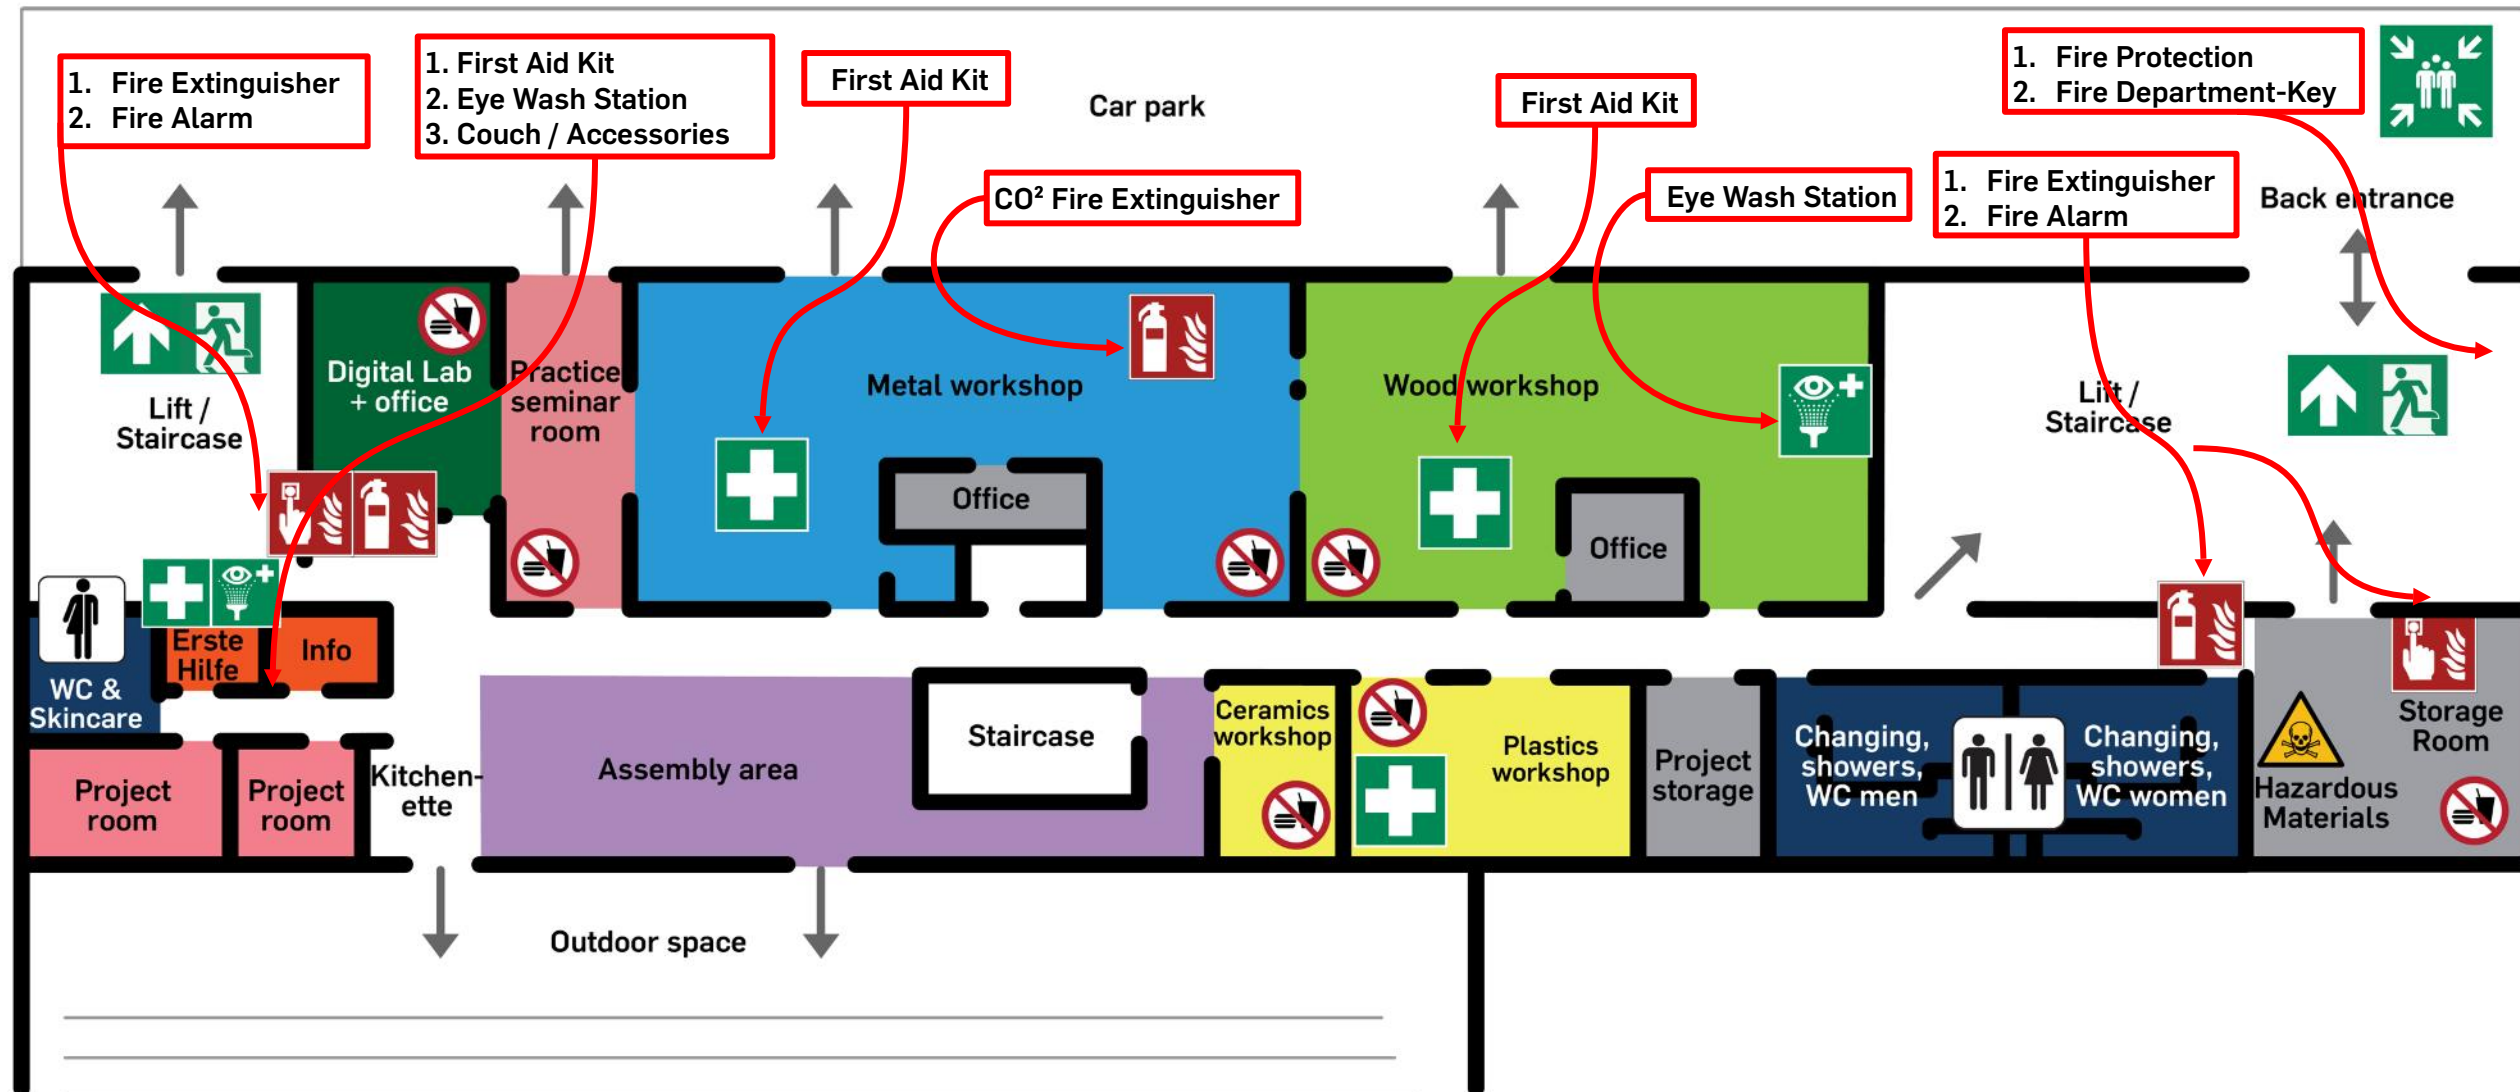 1. Fire Extinguisher
2. Fire Alarm
1. First Aid Kit
2. Eye Wash Station
3. Couch / Accessories
First Aid Kit
Car park
CO² Fire Extinguisher
First Aid Kit
Eye Wash Station
1. Fire Protection
2. Fire Department-Key
1. Fire Extinguisher
2. Fire Alarm
Back entrance
Lift /
Staircase
Digital Lab
+ office
Practice
seminar
room
Metal workshop
Office
Wood workshop
Office
Lift /
Staircase
Erste
Hilfe
Info
WC &
Skincare
Project
room
Project
room
Kitchen-
ette
Assembly area
Staircase
Ceramics
workshop
Plastics
workshop
Project
storage
Changing,
showers,
WC men
Changing,
showers,
WC women
Hazardous
Materials
Storage
Room
Outdoor space